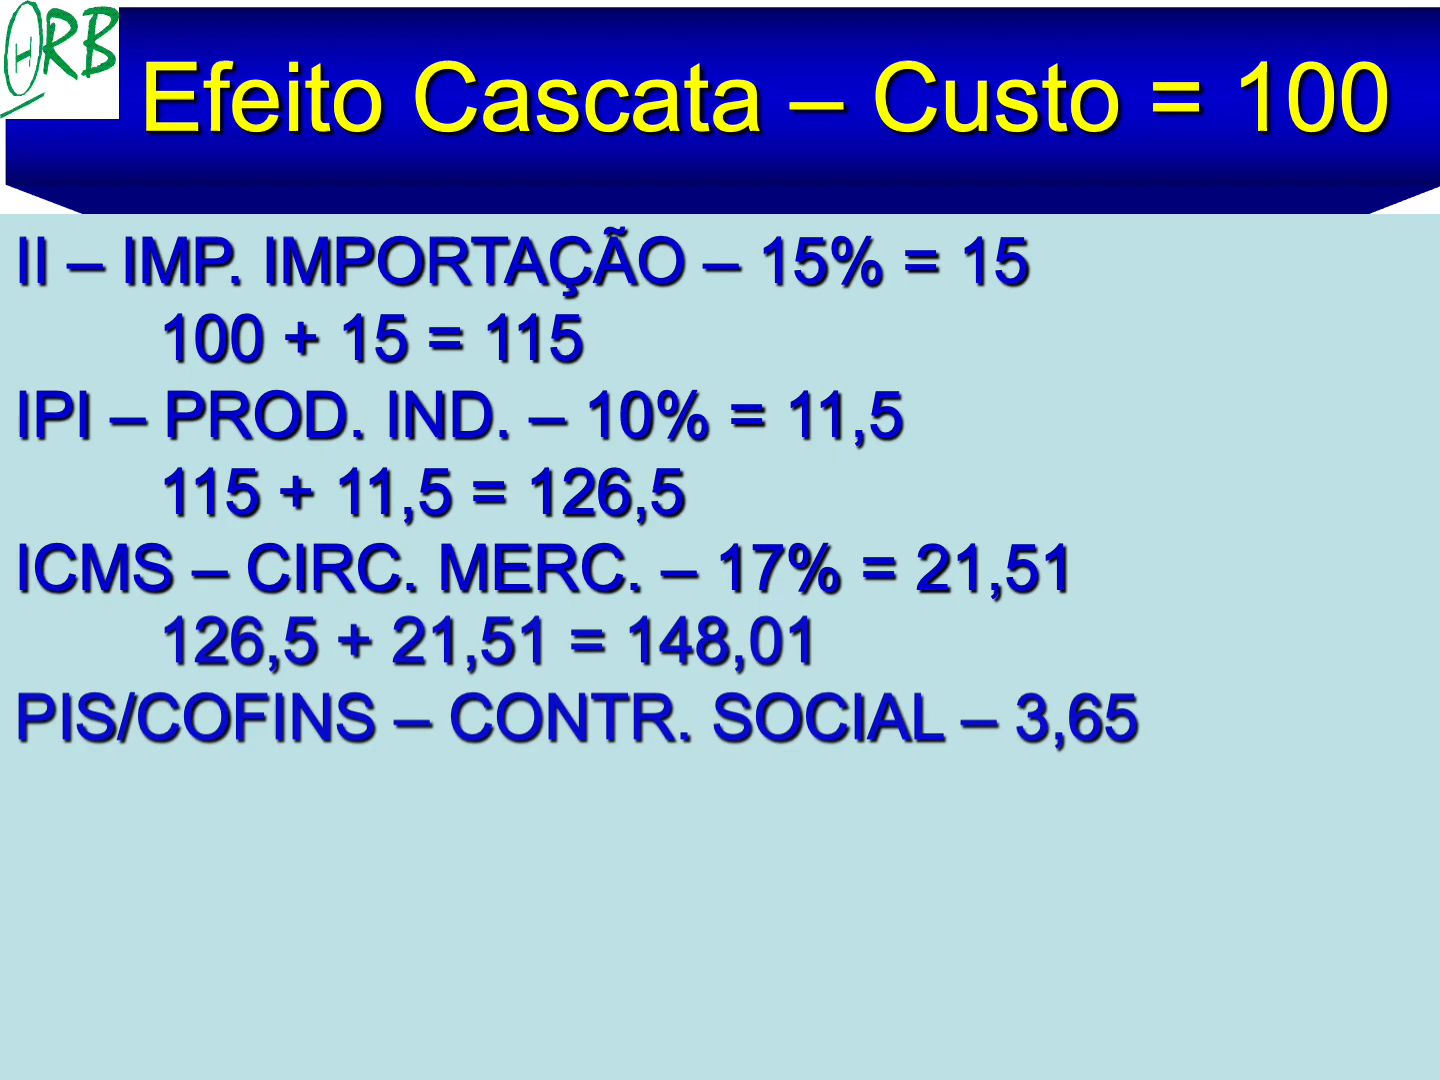 HRB
Efeito Cascata – Custo = 100
II – IMP. IMPORTAÇÃO – 15% = 15
100 + 15 = 115
IPI – PROD. IND. – 10% = 11,5
115 + 11,5 = 126,5
ICMS – CIRC. MERC. – 17% = 21,51
126,5 + 21,51 = 148,01
PIS/COFINS – CONTR. SOCIAL – 3,65